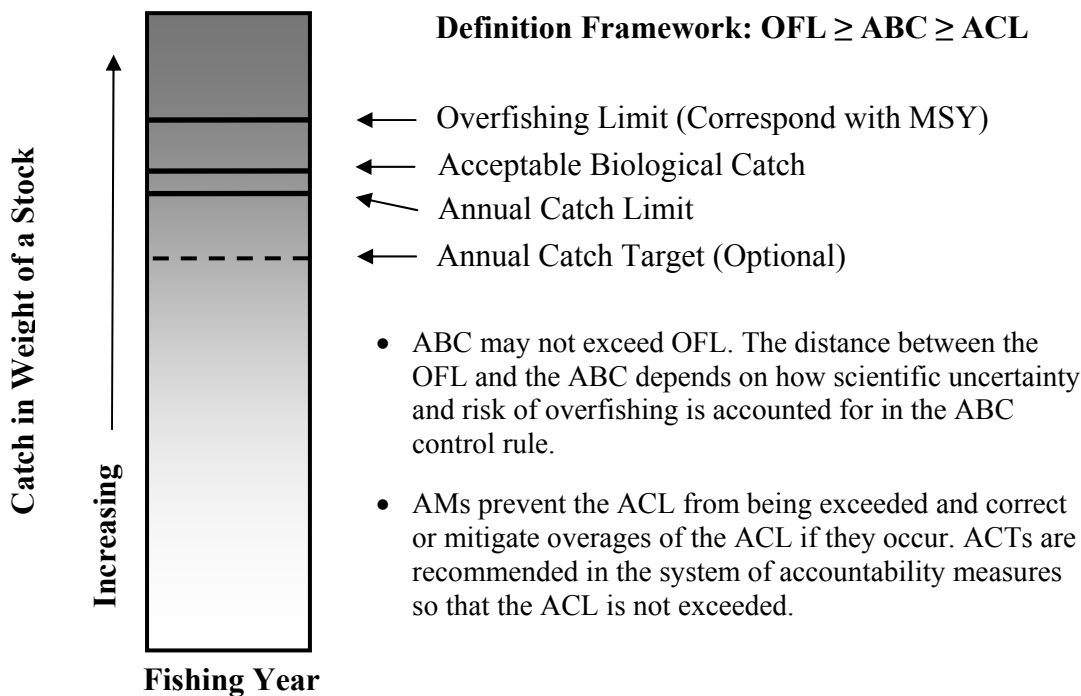 Definition Framework: OFL ≥ ABC ≥ ACL
Overfishing Limit (Correspond with MSY)
Acceptable Biological Catch
Annual Catch Limit
Annual Catch Target (Optional)
• ABC may not exceed OFL. The distance between the
OFL and the ABC depends on how scientific uncertainty
and risk of overfishing is accounted for in the ABC
control rule.
• AMs prevent the ACL from being exceeded and correct
or mitigate overages of the ACL if they occur. ACTs are
recommended in the system of accountability measures
so that the ACL is not exceeded.
Catch in Weight of a Stock
Increasing
Fishing Year